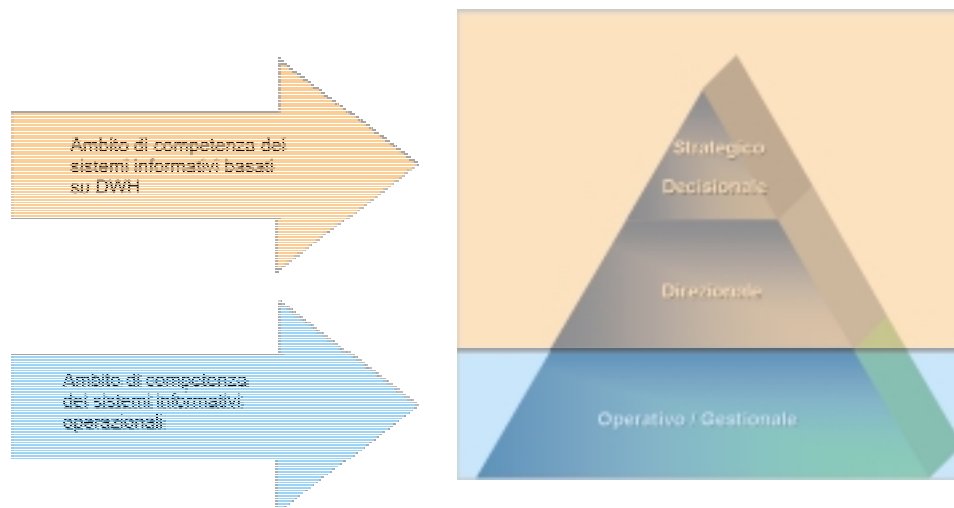 Ambito di competenza dei
sistemi informativi basati
su DWH
Ambito di competenza
dei sistemi informativi
operazionali
Strategico
Decisionale
Direzionale
Operativo / Gestionale